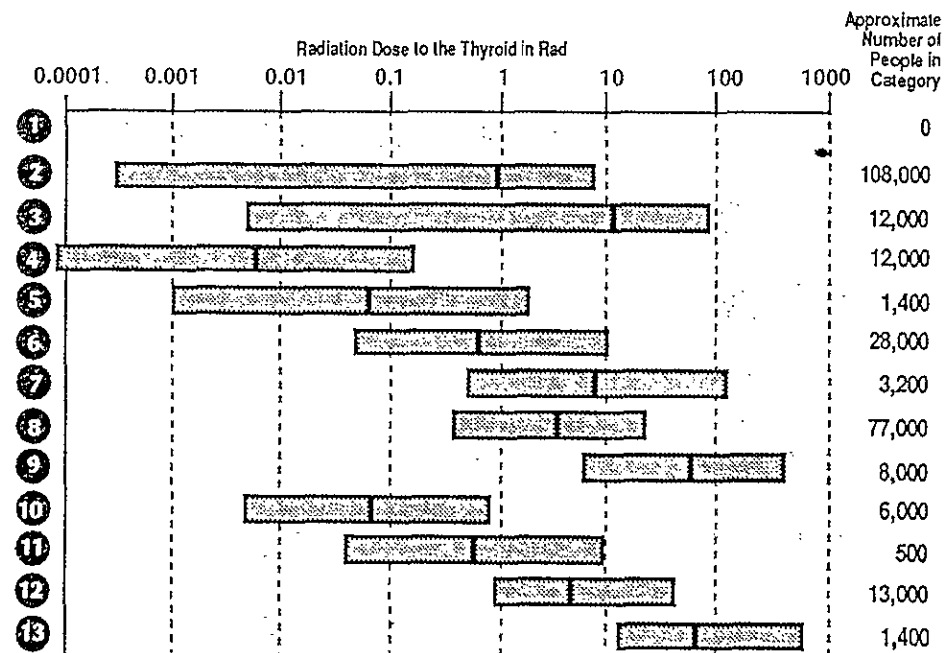 Approximate
Number of
People in
Category
Radiation Dose to the Thyroid in Rad
0.0001 0.001 0.01 0.1 1 10 100 1000
1 0
2 108,000
3 12,000
4 12,000
5 1,400
6 28,000
7 3,200
8 77,000
9 8,000
10 6,000
11 500
12 13,000
13 1,400